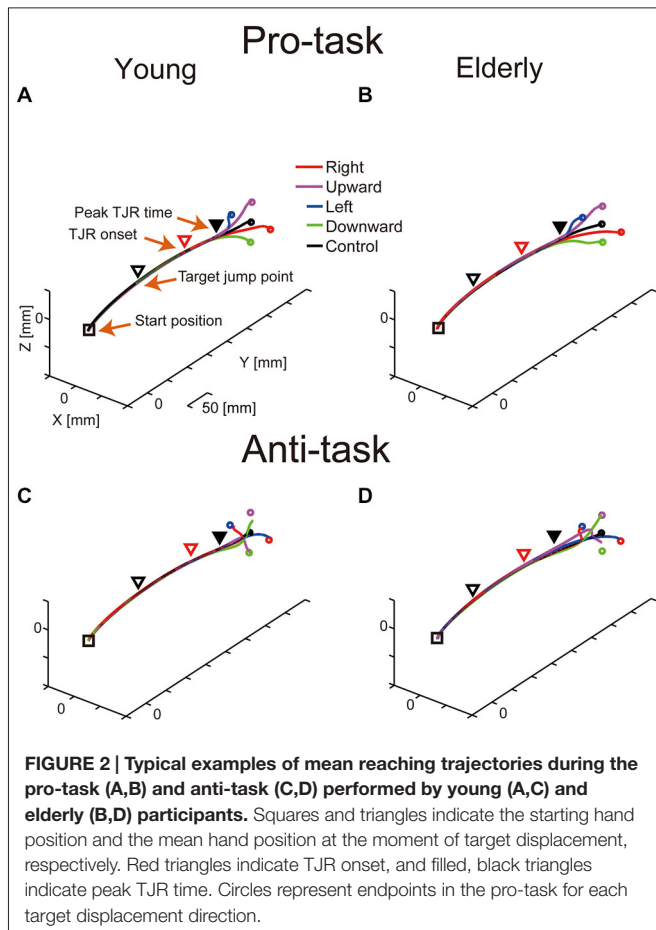 Pro-task
Young Elderly
A B
Right
Upward
Left
Downward
Control
Peak TJR time
TJR onset
Target jump point
Start position
Z [mm]
0
X [mm]
0
Y [mm]
0
50 [mm]
0
0
0
Anti-task
C D
0
0
0
0
0
0
FIGURE 2 | Typical examples of mean reaching trajectories during the
pro-task (A,B) and anti-task (C,D) performed by young (A,C) and
elderly (B,D) participants. Squares and triangles indicate the starting hand
position and the mean hand position at the moment of target displacement,
respectively. Red triangles indicate TJR onset, and filled, black triangles
indicate peak TJR time. Circles represent endpoints in the pro-task for each
target displacement direction.